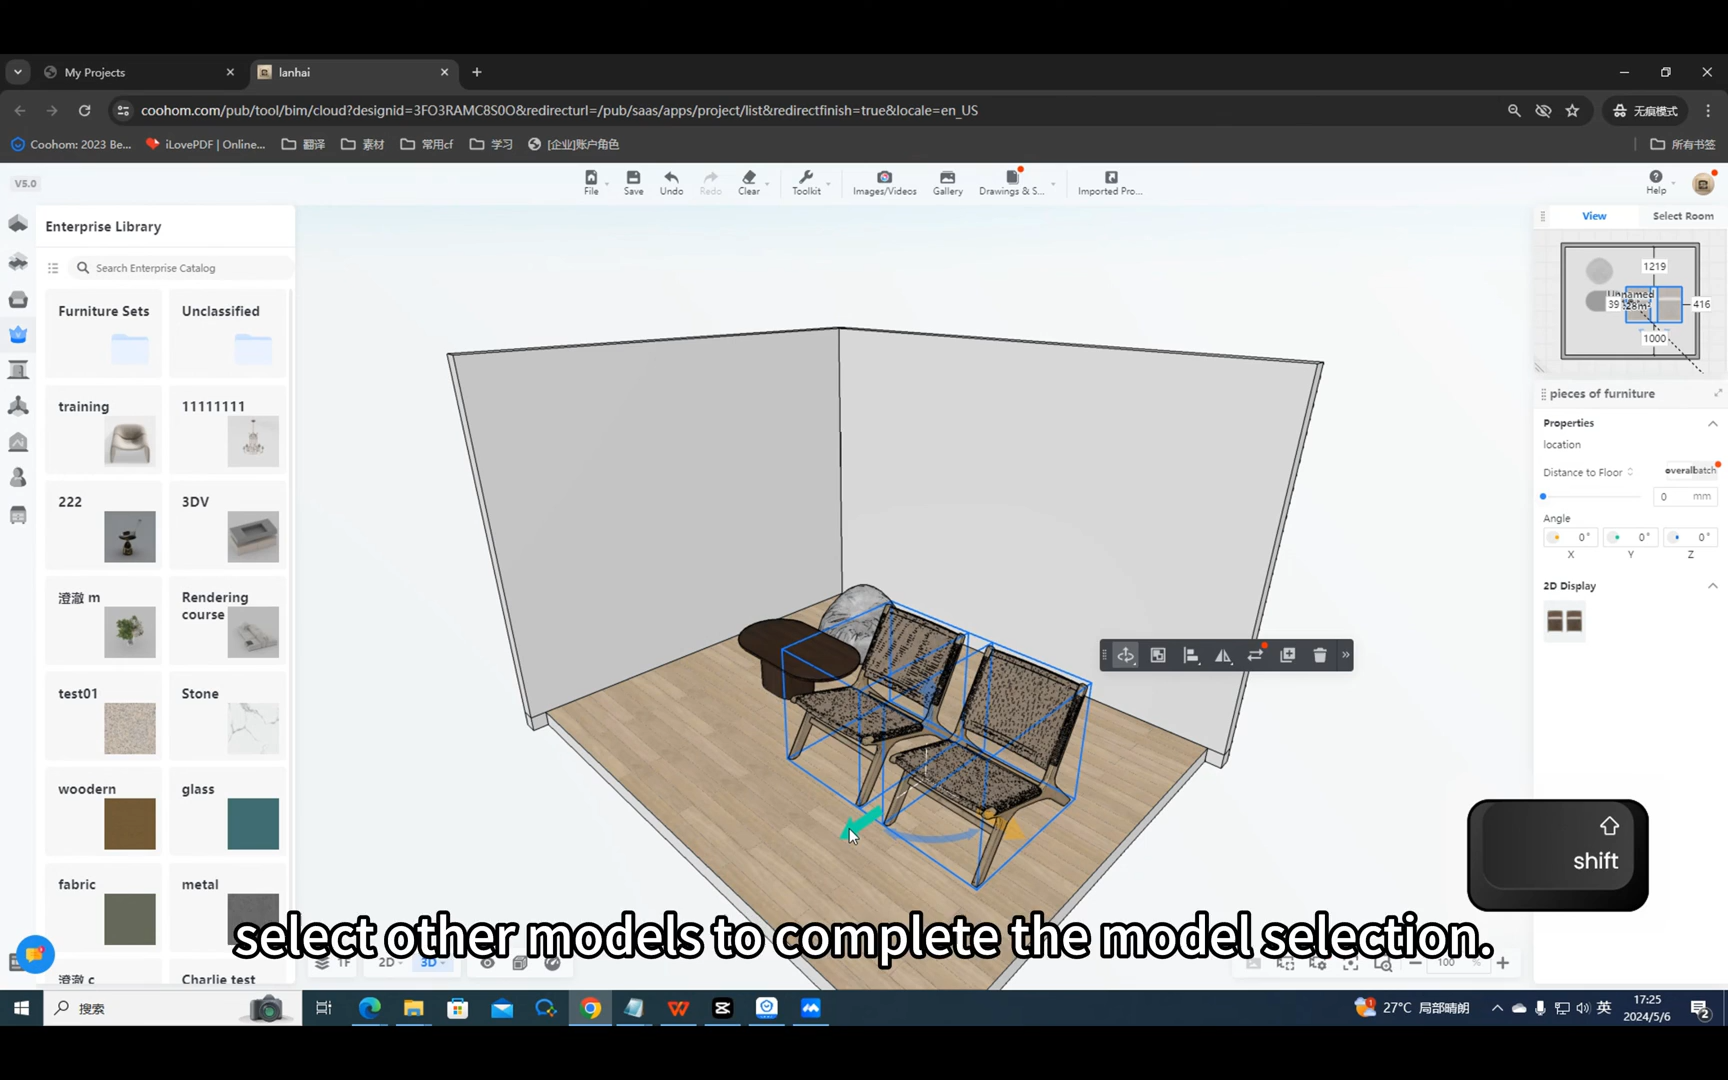 My Projects
lanhai
coohom.com/pub/tool/bim/cloud?designid=3FO3RAMC8S0O&redirecturl=/pub/saas/apps/project/list&redirectfinish=true&locale=en_US
无痕模式
Coohom: 2023 Be...
iLovePDF | Online...
翻译
素材
常用cf
学习
[企业]账户角色
所有书签
V5.0
File
Save
Undo
Redo
Clear
Toolkit
Images/Videos
Gallery
Drawings & S...
Imported Pro...
Help
Enterprise Library
Search Enterprise Catalog
Furniture Sets
Unclassified
training
11111111
222
3DV
澄澈 m
Rendering
course
test01
Stone
woodern
glass
fabric
metal
澄澈 c
Charlie test
View
Select Room
1219
Unnamed
39
416
1000
pieces of furniture
Properties
location
Distance to Floor
overalbatch
0 mm
Angle
0°
0°
0°
X
Y
Z
2D Display
shift
select other models to complete the model selection.
1F
2D
3D
100 %
搜索
27°C 局部晴朗
英
17:25
2024/5/6
2